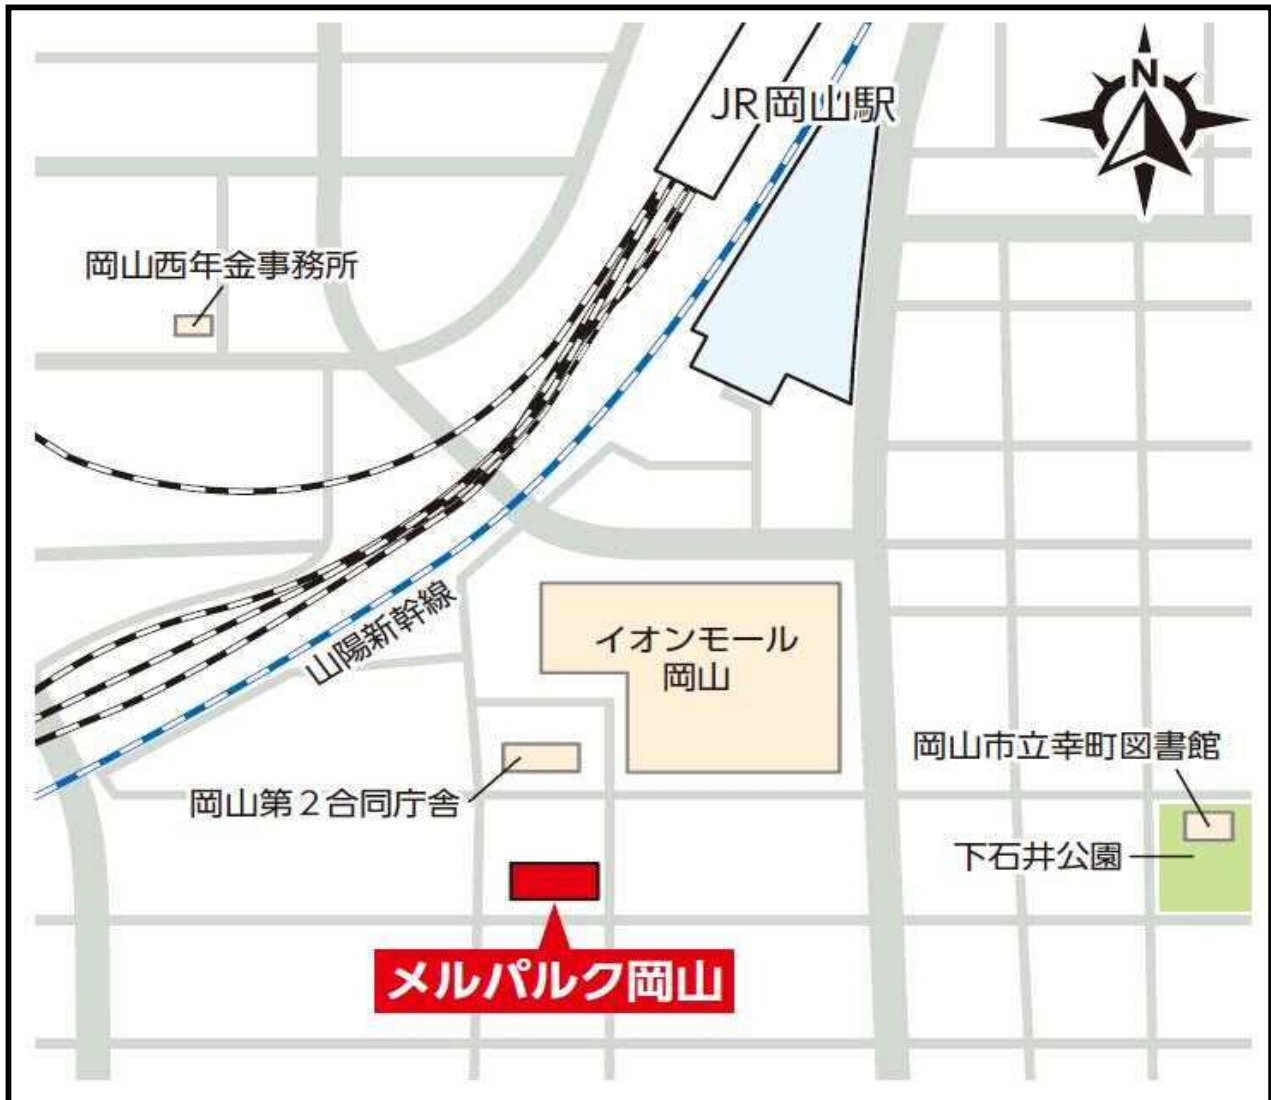 N
JR岡山駅
岡山西年金事務所
山陽新幹線
イオンモール
岡山
岡山市立幸町図書館
岡山第２合同庁舎
下石井公園
メルパルク岡山